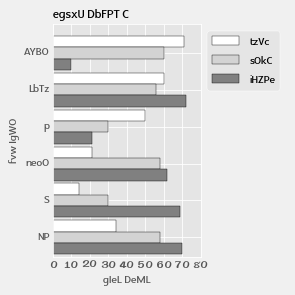 egsxU DbFPT C
tzVc
sOkC
iHZPe
AYBO
LbTz
P
neoO
S
NP
Fvw IgWO
0 10 20 30 40 50 60 70 80
gleL DeML